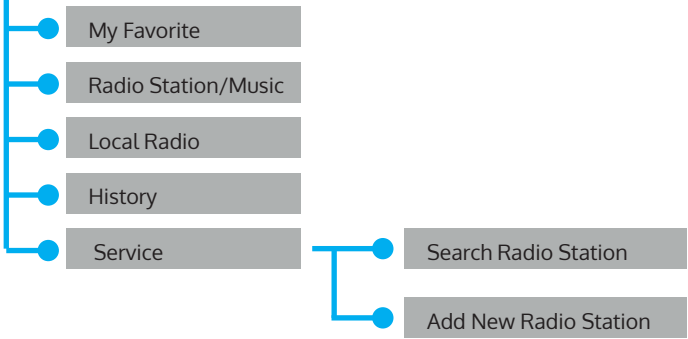 My Favorite
Radio Station/Music
Local Radio
History
Service
Search Radio Station
Add New Radio Station